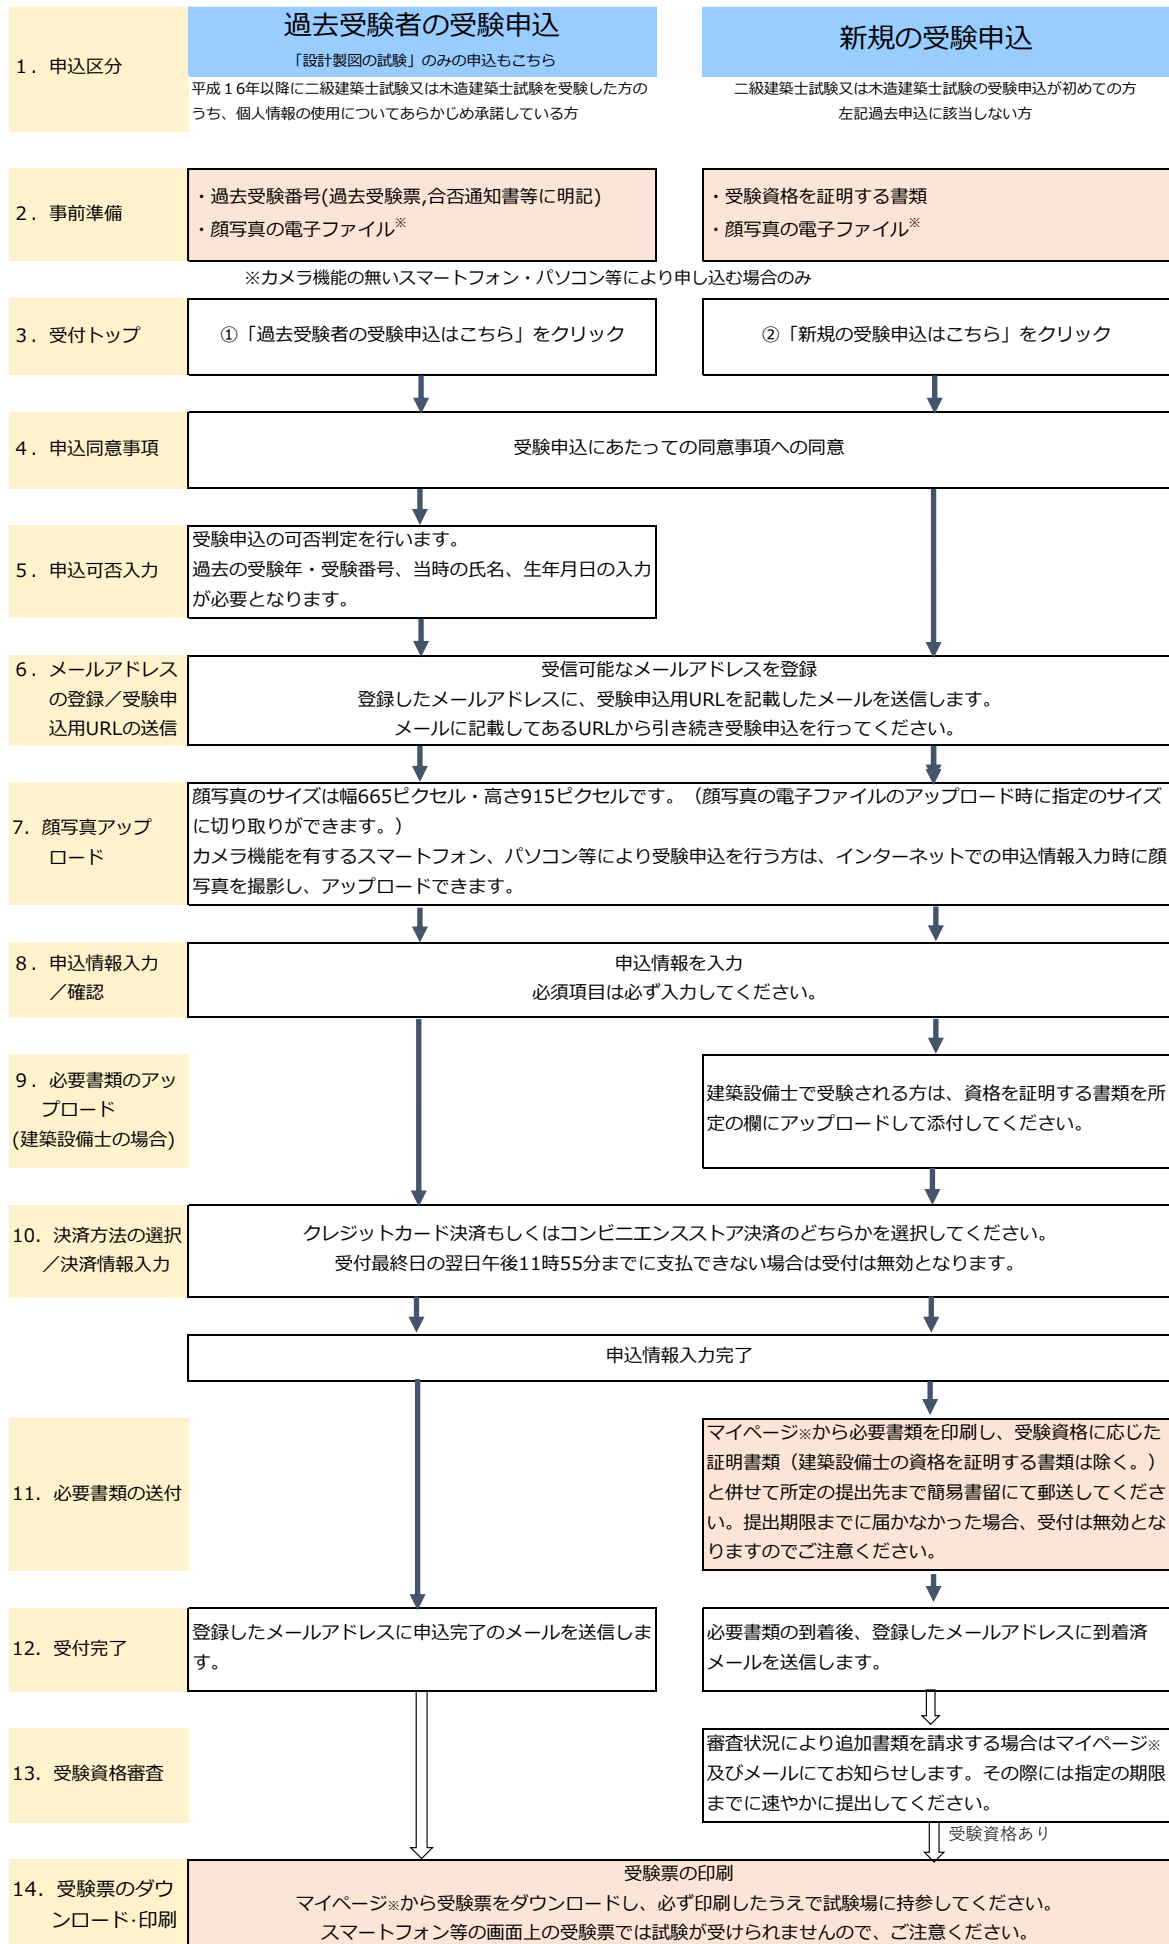 1．申込区分
過去受験者の受験申込
「設計製図の試験」のみの申込もこちら
平成１6年以降に二級建築士試験又は木造建築士試験を受験した方の
うち、個人情報の使用についてあらかじめ承諾している方
新規の受験申込
二級建築士試験又は木造建築士試験の受験申込が初めての方
左記過去申込に該当しない方
2．事前準備
・過去受験番号(過去受験票,合否通知書等に明記)
・顔写真の電子ファイル※
・受験資格を証明する書類
・顔写真の電子ファイル※
※カメラ機能の無いスマートフォン・パソコン等により申し込む場合のみ
3．受付トップ
①「過去受験者の受験申込はこちら」をクリック
②「新規の受験申込はこちら」をクリック
4．申込同意事項
受験申込にあたっての同意事項への同意
5．申込可否入力
受験申込の可否判定を行います。
過去の受験年・受験番号、当時の氏名、生年月日の入力
が必要となります。
6．メールアドレス
の登録／受験申
込用URLの送信
受信可能なメールアドレスを登録
登録したメールアドレスに、受験申込用URLを記載したメールを送信します。
メールに記載してあるURLから引き続き受験申込を行ってください。
7．顔写真アップ
ロード
顔写真のサイズは幅665ピクセル・高さ915ピクセルです。（顔写真の電子ファイルのアップロード時に指定のサイズ
に切り取りができます。）
カメラ機能を有するスマートフォン、パソコン等により受験申込を行う方は、インターネットでの申込情報入力時に顔
写真を撮影し、アップロードできます。
8．申込情報入力
／確認
申込情報を入力
必須項目は必ず入力してください。
9．必要書類のアッ
プロード
(建築設備士の場合)
建築設備士で受験される方は、資格を証明する書類を所
定の欄にアップロードして添付してください。
10．決済方法の選択
／決済情報入力
クレジットカード決済もしくはコンビニエンスストア決済のどちらかを選択してください。
受付最終日の翌日午後11時55分までに支払できない場合は受付は無効となります。
申込情報入力完了
11．必要書類の送付
マイページ※から必要書類を印刷し、受験資格に応じた
証明書類（建築設備士の資格を証明する書類は除く。）
と併せて所定の提出先まで簡易書留にて郵送してくださ
い。提出期限までに届かなかった場合、受付は無効とな
りますのでご注意ください。
12．受付完了
登録したメールアドレスに申込完了のメールを送信しま
す。
必要書類の到着後、登録したメールアドレスに到着済
メールを送信します。
13．受験資格審査
審査状況により追加書類を請求する場合はマイページ※
及びメールにてお知らせします。その際には指定の期限
までに速やかに提出してください。
受験資格あり
14．受験票のダウ
ンロード・印刷
受験票の印刷
マイページ※から受験票をダウンロードし、必ず印刷したうえで試験場に持参してください。
スマートフォン等の画面上の受験票では試験が受けられませんので、ご注意ください。